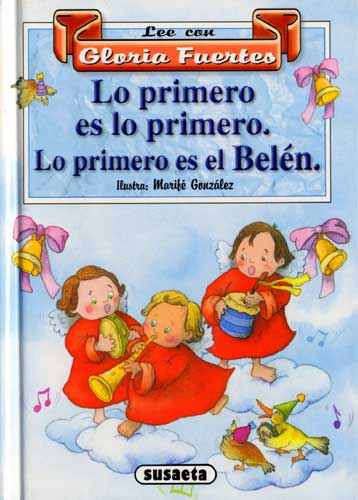 Lee con
Gloria Fuertes
Lo primero
es lo primero.
Lo primero es el Belén.
Ilustra: Marifé González
susaeta